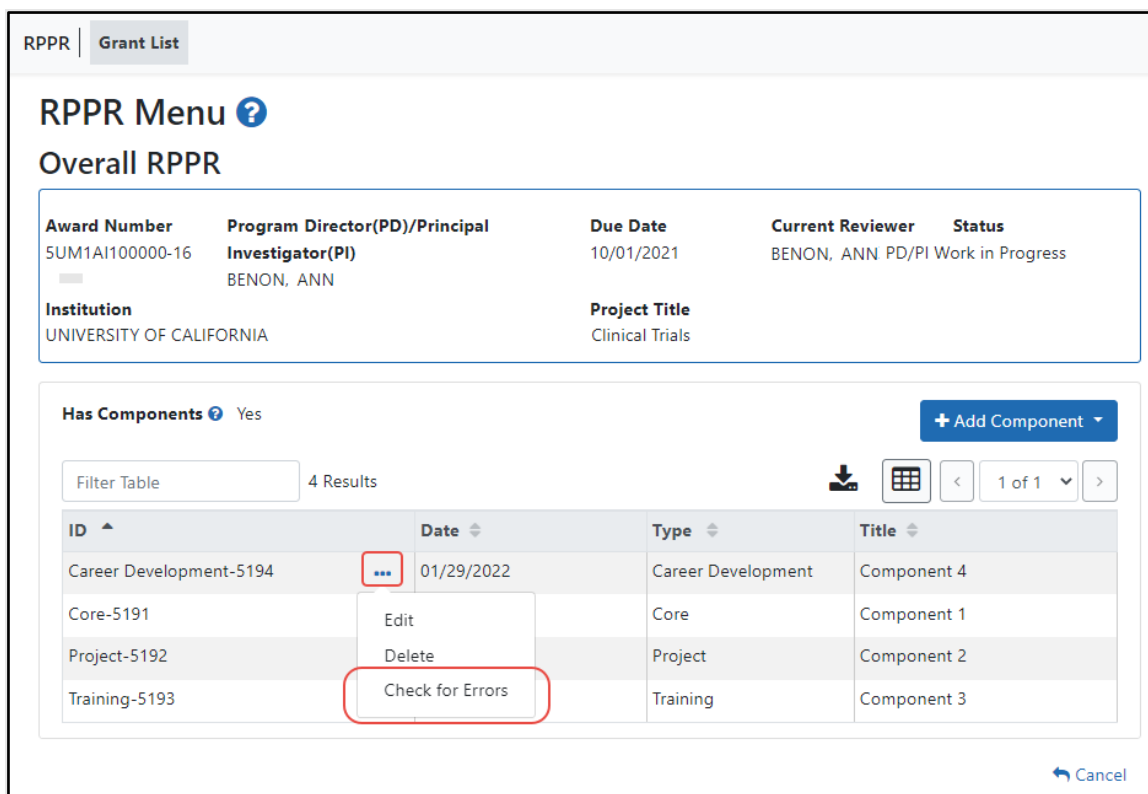 RPPR Grant List
RPPR Menu ?
Overall RPPR
Award Number Program Director(PD)/Principal Due Date Current Reviewer Status
5UM1AI100000-16 Investigator(PI) 10/01/2021 BENON, ANN PD/PI Work in Progress
BENON, ANN
Institution Project Title
UNIVERSITY OF CALIFORNIA Clinical Trials
Has Components ? Yes + Add Component
Filter Table 4 Results < 1 of 1 >
ID Date Type Title
Career Development-5194 ... 01/29/2022 Career Development Component 4
Core-5191 Edit Core Component 1
Project-5192 Delete Project Component 2
Training-5193 Check for Errors Training Component 3
Cancel